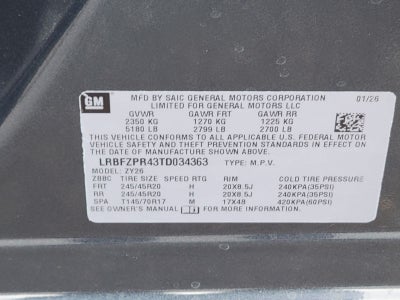 GM
MFD BY SAIC GENERAL MOTORS CORPORATION 01/26
LIMITED FOR GENERAL MOTORS LLC
GVWR GAWR FRT GAWR RR
2350 KG 1270 KG 1225 KG
5180 LB 2799 LB 2700 LB
THIS VEHICLE CONFORMS TO ALL APPLICABLE U.S. FEDERAL MOTOR
VEHICLE SAFETY, BUMPER, AND THEFT PREVENTION STANDARDS IN
EFFECT ON THE DATE OF MANUFACTURE SHOWN ABOVE.
LRBFZPR43TD034363 TYPE: M.P.V.
MODEL: ZY26
ZBBC TIRE SIZE SPEED RTG RIM COLD TIRE PRESSURE
FRT 245/45R20 H 20X8.5J 240KPA(35PSI)
RR 245/45R20 H 20X8.5J 240KPA(35PSI)
SPA T145/70R17 M 17X4B 420KPA(60PSI)
SEE OWNER'S MANUAL FOR ADDITIONAL INFORMATION.